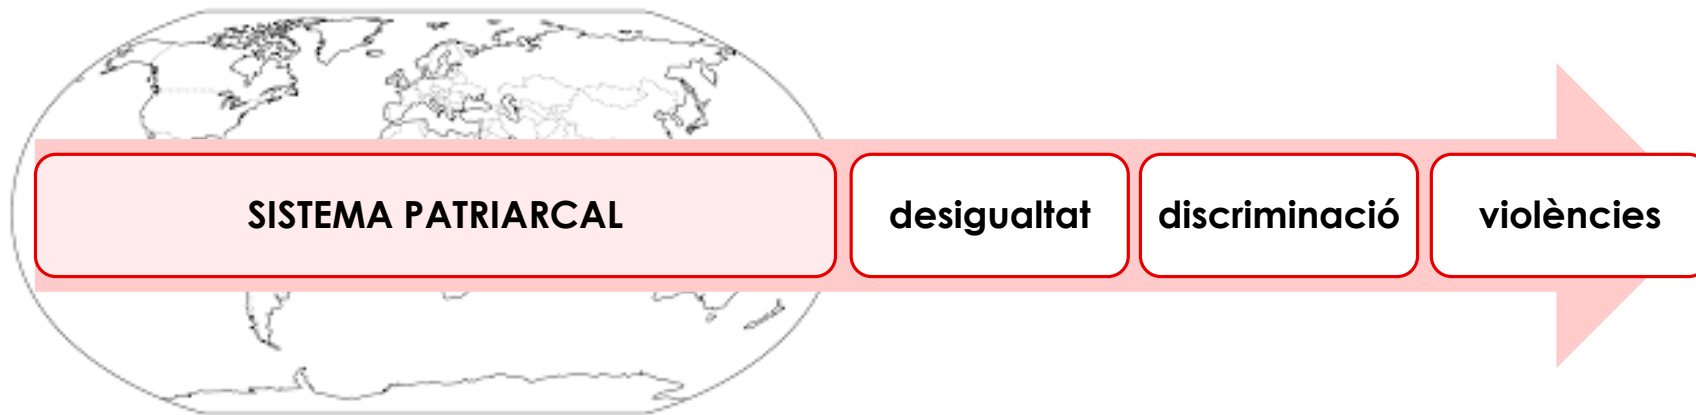 SISTEMA PATRIARCAL
desigualtat
discriminació
violències